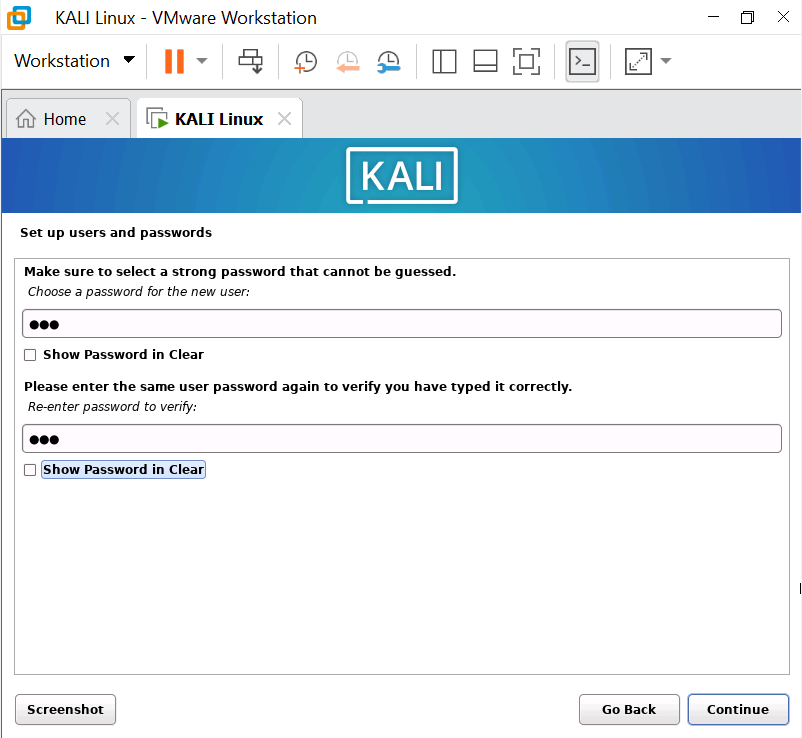 KALI Linux - VMware Workstation
Workstation
Home
KALI Linux
KALI
Set up users and passwords
Make sure to select a strong password that cannot be guessed.
Choose a password for the new user:
●●●
Show Password in Clear
Please enter the same user password again to verify you have typed it correctly.
Re-enter password to verify:
●●●
Show Password in Clear
Screenshot
Go Back
Continue